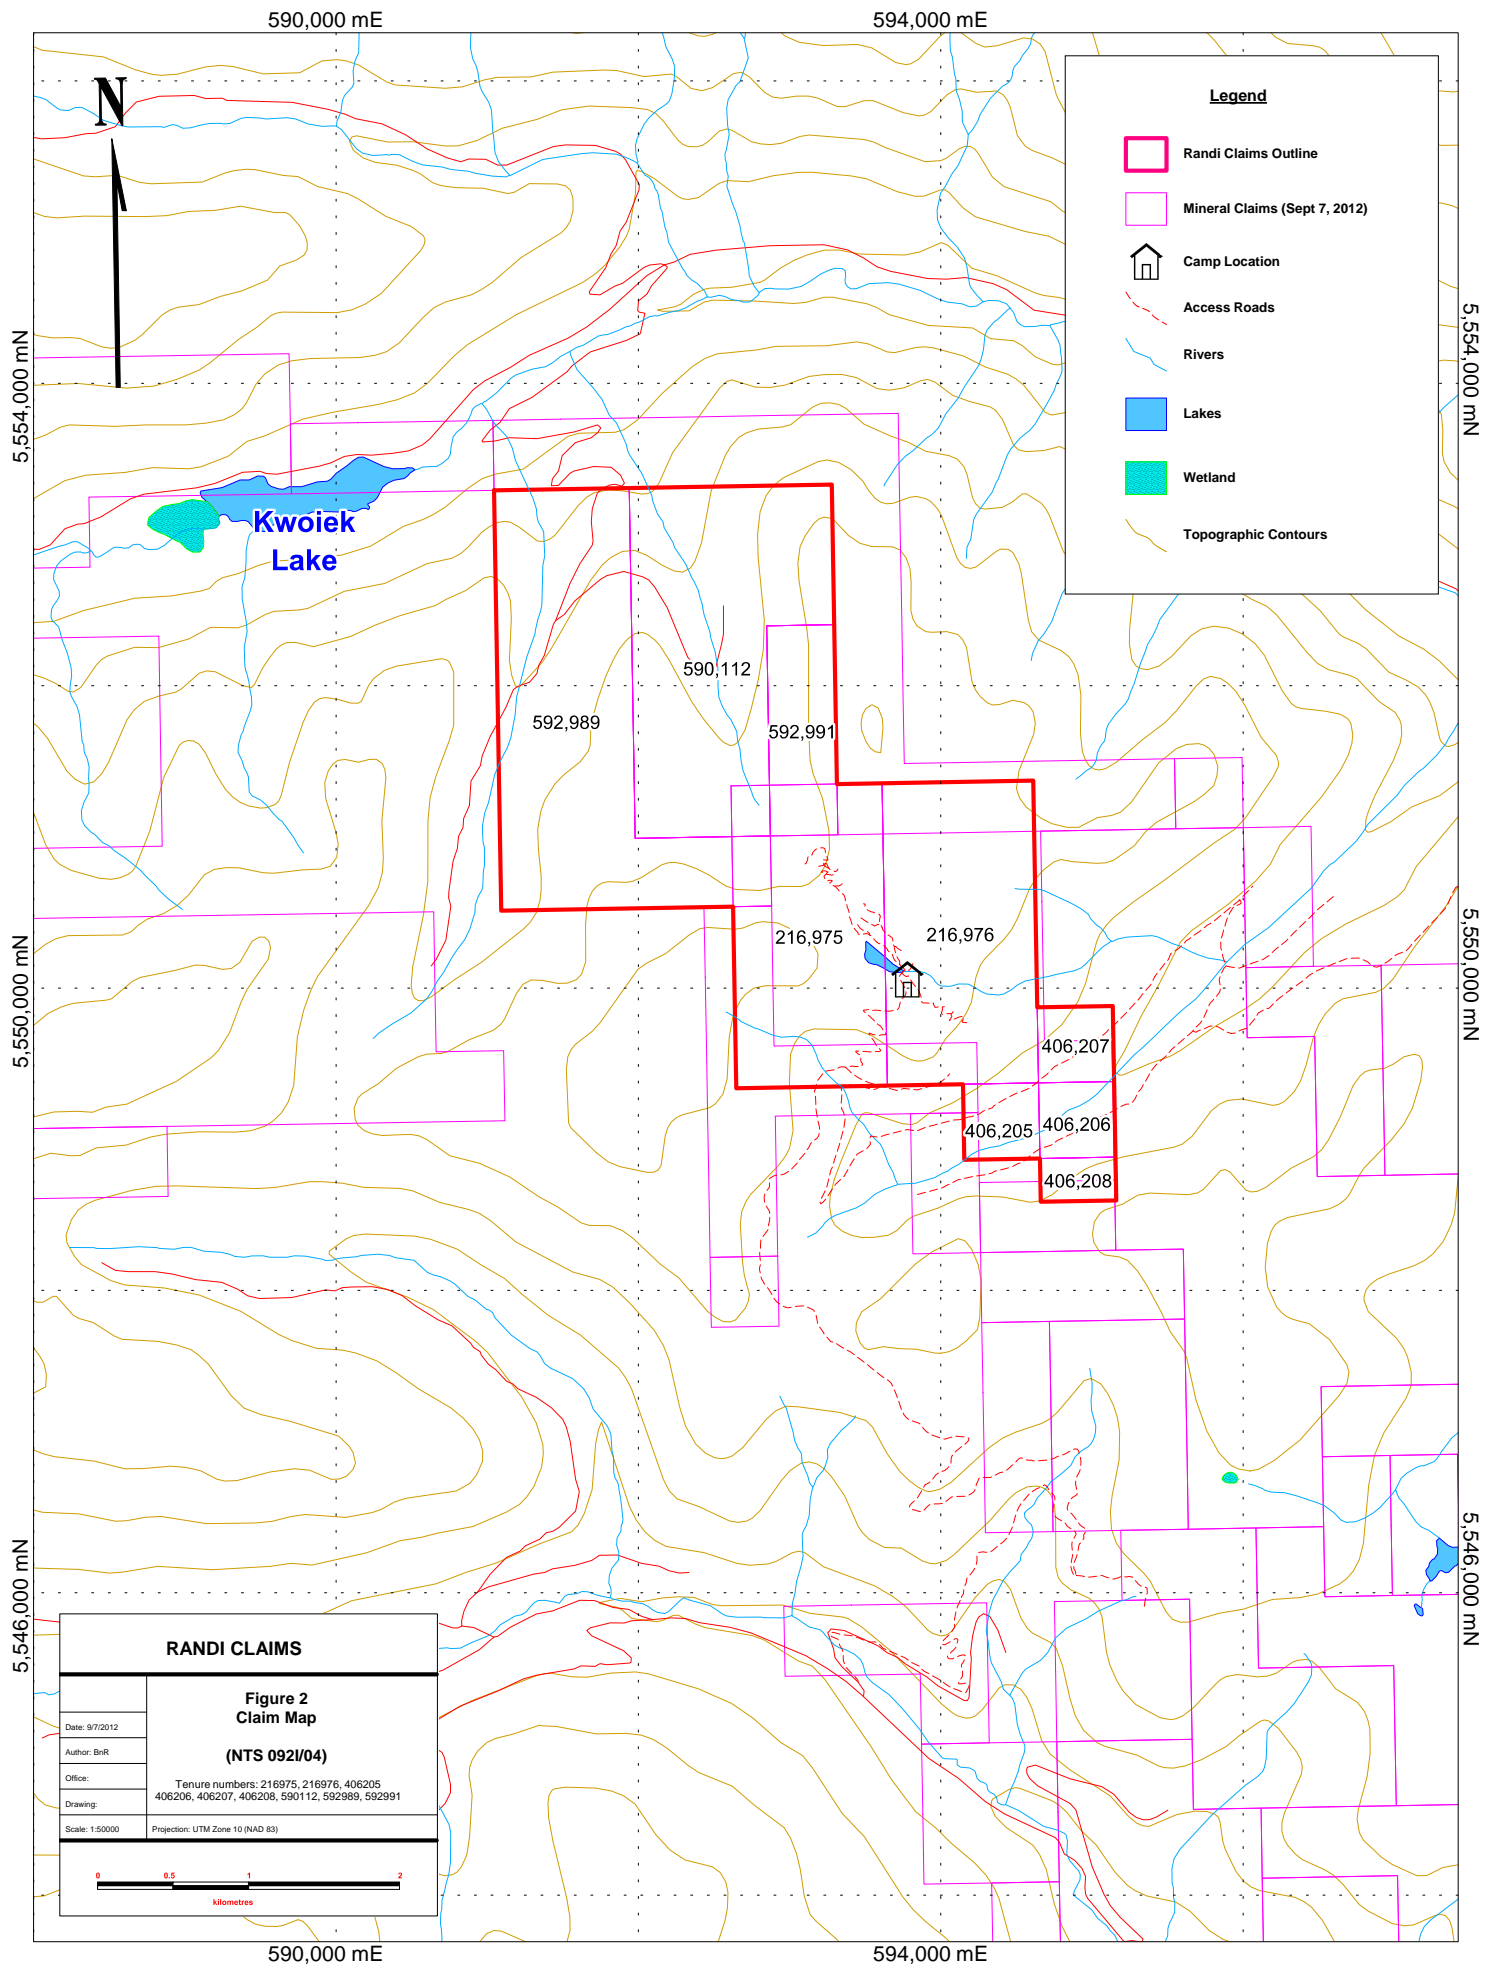 590,000 mE
594,000 mE
N
Legend
Randi Claims Outline
Mineral Claims (Sept 7, 2012)
Camp Location
Access Roads
Rivers
Lakes
Wetland
Topographic Contours
5,554,000 mN
5,554,000 mN
Kwoiek
Lake
590,112
592,989
592,991
216,975
216,976
5,550,000 mN
5,550,000 mN
406,207
406,205
406,206
406,208
5,546,000 mN
5,546,000 mN
RANDI CLAIMS
Figure 2
Claim Map
(NTS 092I/04)
Tenure numbers: 216975, 216976, 406205
406206, 406207, 406208, 590112, 592989, 592991
Date: 9/7/2012
Author: BnR
Office:
Drawing:
Scale: 1:50000
Projection: UTM Zone 10 (NAD 83)
0 0.5 1 2
kilometres
590,000 mE
594,000 mE